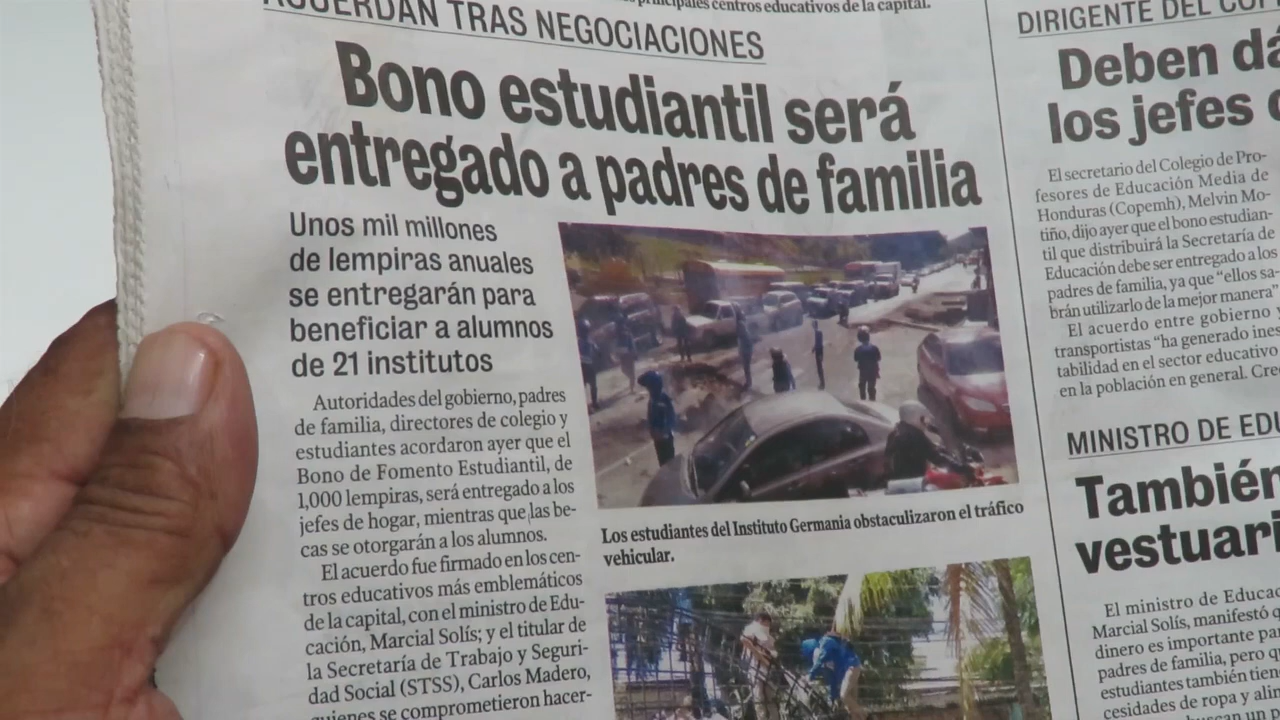 principales centros educativos de la capital.
ACUERDAN TRAS NEGOCIACIONES
Bono estudiantil será
entregado a padres de familia
Unos mil millones
de lempiras anuales
se entregarán para
beneficiar a alumnos
de 21 institutos
Autoridades del gobierno, padres
de familia, directores de colegio y
estudiantes acordaron ayer que el
Bono de Fomento Estudiantil, de
1,000 lempiras, será entregado a los
jefes de hogar, mientras que las be-
cas se otorgarán a los alumnos.
El acuerdo fue firmado en los cen-
tros educativos más emblemáticos
de la capital, con el ministro de Edu-
cación, Marcial Solís; y el titular de
la Secretaría de Trabajo y Seguri-
dad Social (STSS), Carlos Madero,
quienes se comprometieron hacer-
Los estudiantes del Instituto Germania obstaculizaron el tráfico
vehicular.
DIRIGENTE DEL
Deben
los jefes
El secretario del Colegio de Pro-
fesores de Educación Media de
Honduras (Copemh), Melvin Mo-
tiño, dijo ayer que el bono estudian-
til que distribuirá la Secretaría de
Educación debe ser entregado a los
padres de familia, ya que "ellos sa-
brán utilizarlo de la mejor manera"
El acuerdo entre gobierno y
transportistas "ha generado ines
tabilidad en el sector educativo
en la población en general. Cre
MINISTRO DE EDU
También
vestuari
El ministro de Educa
Marcial Solís, manifestó q
dinero es importante pa
padres de familia, pero q
estudiantes también tien
cesidades de ropa y alim